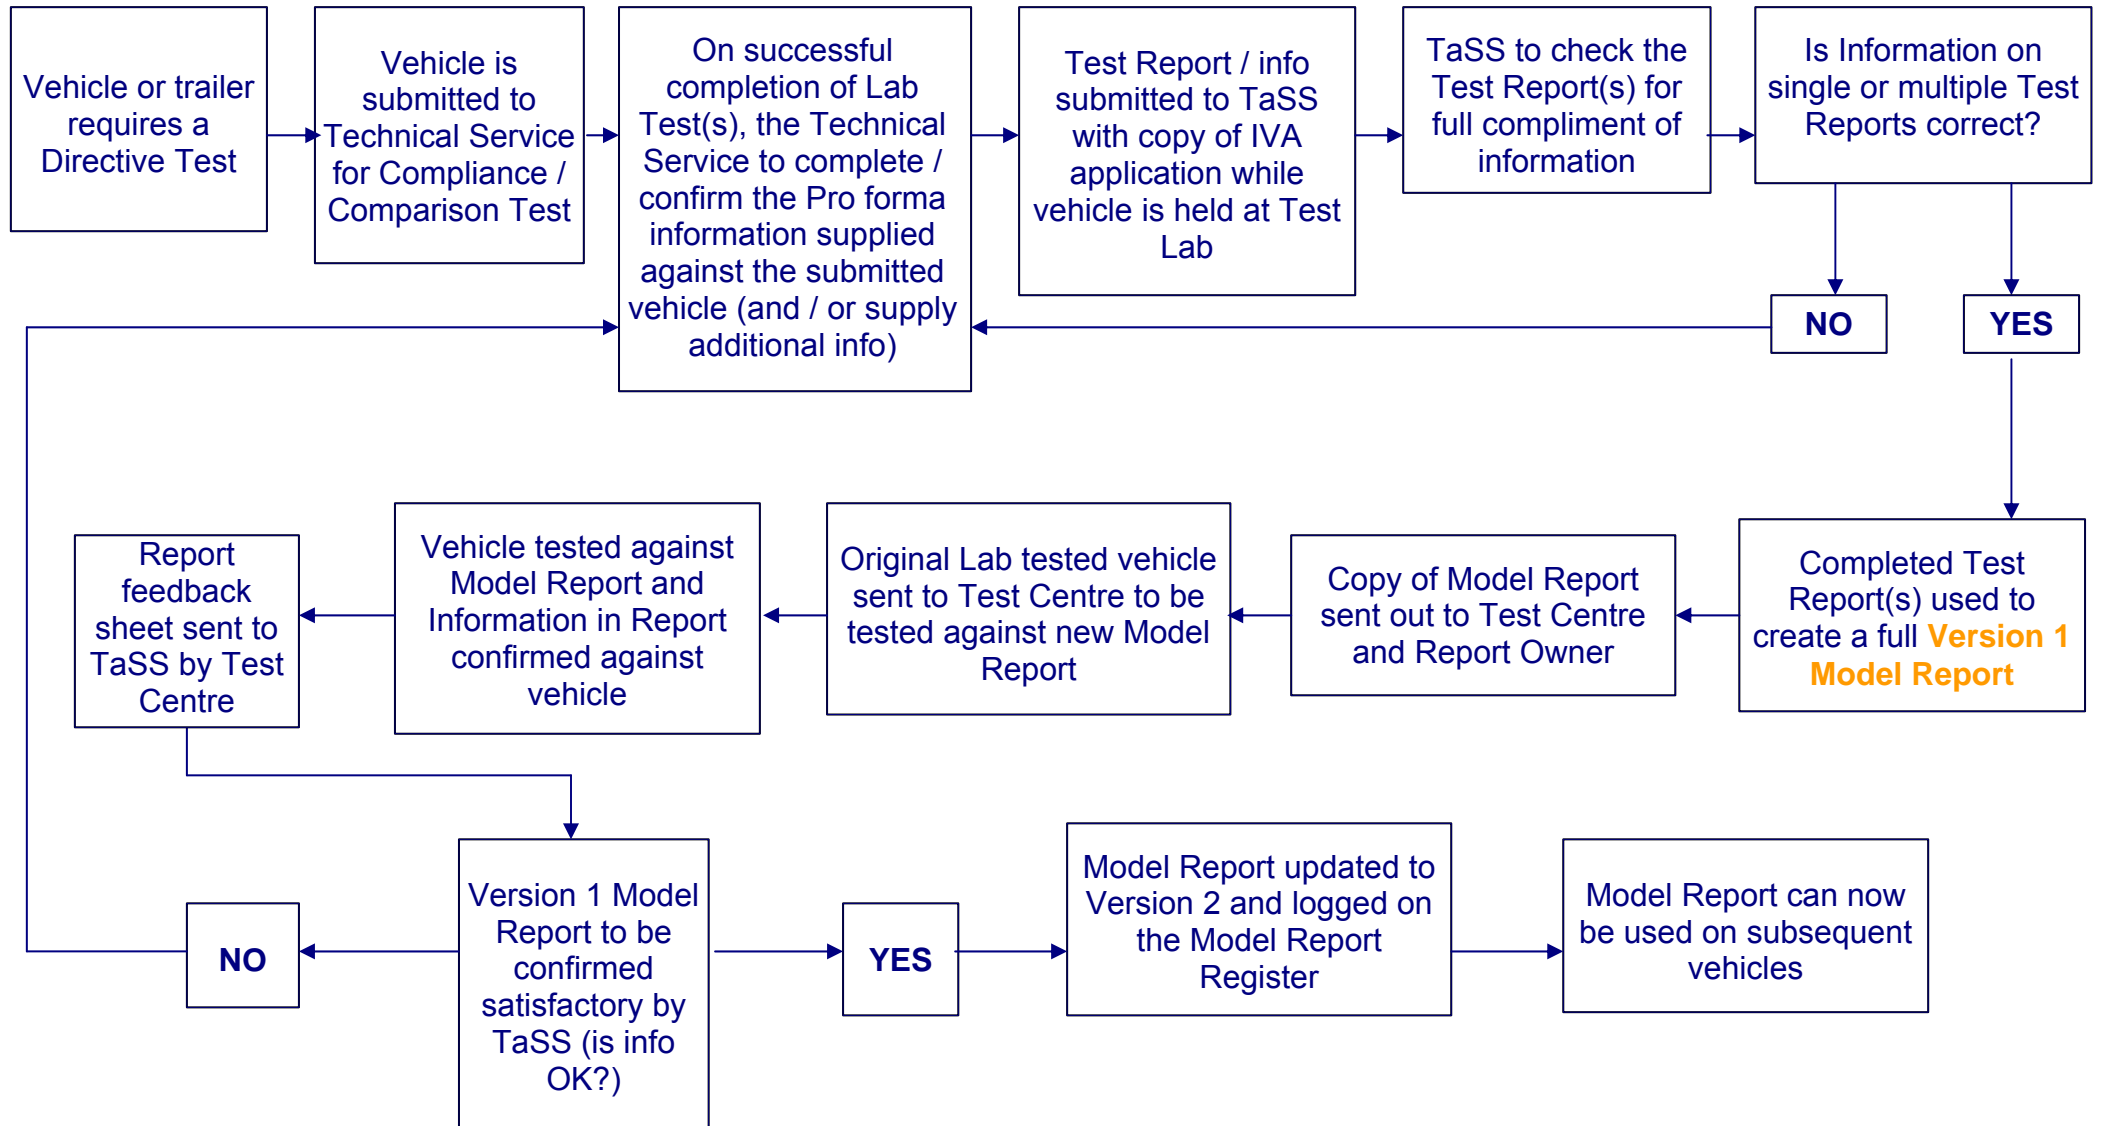 Vehicle or trailer
requires a
Directive Test
Vehicle is
submitted to
Technical Service
for Compliance /
Comparison Test
On successful
completion of Lab
Test(s), the Technical
Service to complete /
confirm the Pro forma
information supplied
against the submitted
vehicle (and / or supply
additional info)
Test Report / info
submitted to TaSS
with copy of IVA
application while
vehicle is held at Test
Lab
TaSS to check the
Test Report(s) for
full compliment of
information
Is Information on
single or multiple Test
Reports correct?
NO
YES
Completed Test
Report(s) used to
create a full Version 1
Model Report
Copy of Model Report
sent out to Test Centre
and Report Owner
Original Lab tested vehicle
sent to Test Centre to be
tested against new Model
Report
Vehicle tested against
Model Report and
Information in Report
confirmed against
vehicle
Report
feedback
sheet sent to
TaSS by Test
Centre
Version 1 Model
Report to be
confirmed
satisfactory by
TaSS (is info
OK?)
NO
YES
Model Report updated to
Version 2 and logged on
the Model Report
Register
Model Report can now
be used on subsequent
vehicles